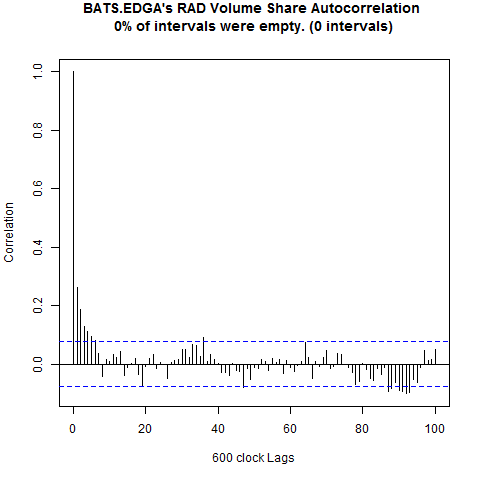 BATS.EDGA's RAD Volume Share Autocorrelation
0% of intervals were empty. (0 intervals)
1.0
0.8
0.6
0.4
0.2
0.0
Correlation
0 20 40 60 80 100
600 clock Lags